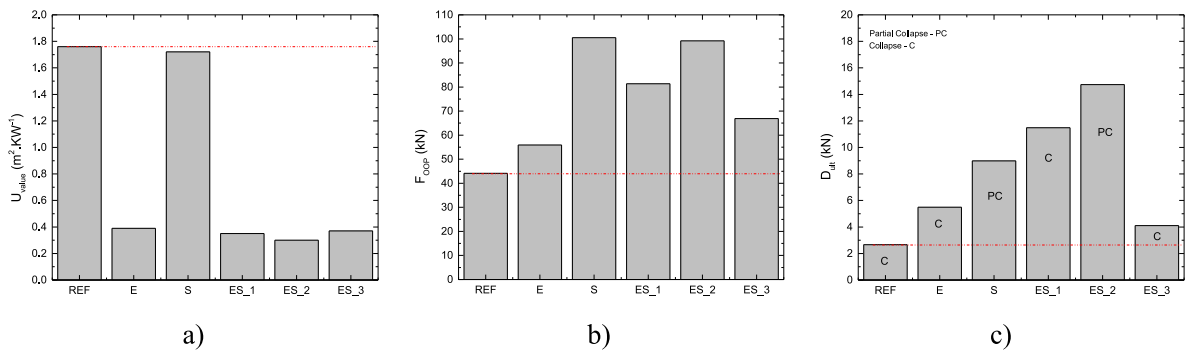 2.0
1.8
1.6
1.4
1.2
1.0
0.8
0.6
0.4
0.2
0.0
U_value (m².KW⁻¹)
REF E S ES_1 ES_2 ES_3
a)
110
100
90
80
70
60
50
40
30
20
10
0
F_OOP (kN)
REF E S ES_1 ES_2 ES_3
b)
20
18
16
14
12
10
8
6
4
2
0
D_ult (kN)
Partial Collapse - PC
Collapse - C
C C PC C PC C
REF E S ES_1 ES_2 ES_3
c)